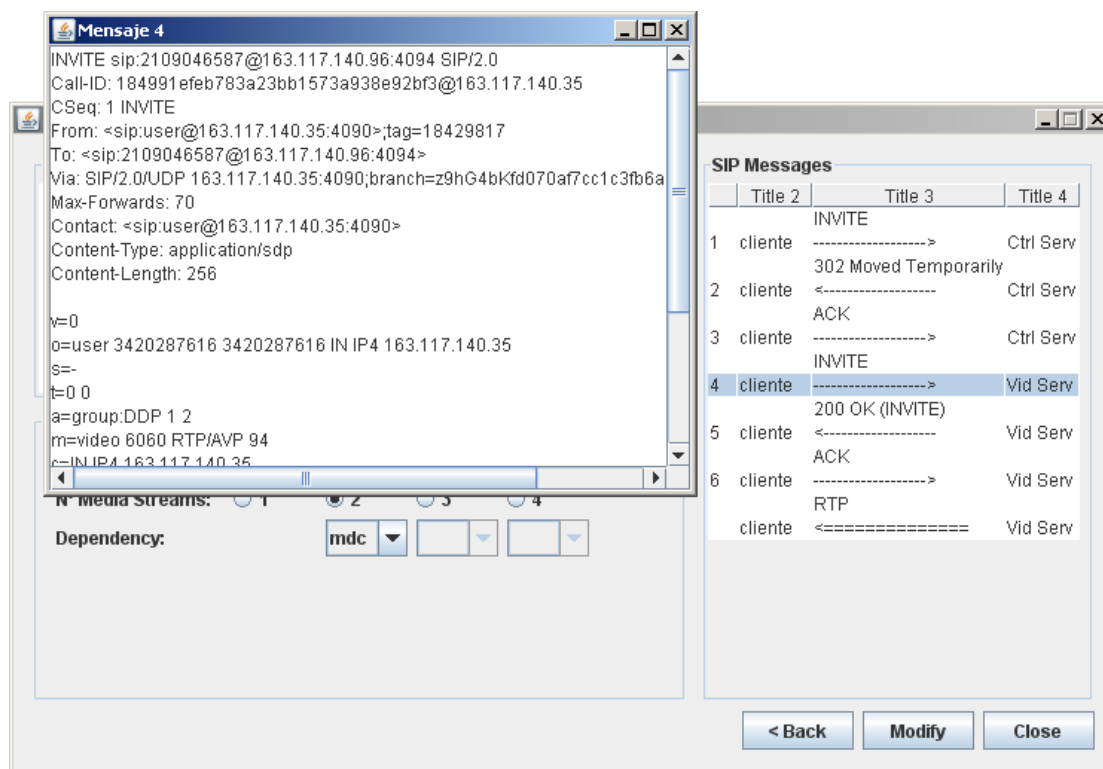 Mensaje 4
INVITE sip:2109046587@163.117.140.96:4094 SIP/2.0
Call-ID: 184991efeb783a23bb1573a938e92bf3@163.117.140.35
CSeq: 1 INVITE
From: <sip:user@163.117.140.35:4090>;tag=18429817
To: <sip:2109046587@163.117.140.96:4094>
Via: SIP/2.0/UDP 163.117.140.35:4090;branch=z9hG4bKfd070af7cc1c3fb6a
Max-Forwards: 70
Contact: <sip:user@163.117.140.35:4090>
Content-Type: application/sdp
Content-Length: 256
v=0
o=user 3420287616 3420287616 IN IP4 163.117.140.35
s=-
t=0 0
a=group:DDP 1 2
m=video 6060 RTP/AVP 94
c=IN IP4 163.117.140.35
N° Media Streams: 1 2 3 4
Dependency: mdc
SIP Messages
Title 2 Title 3 Title 4
INVITE
1 cliente -------------------> Ctrl Serv
302 Moved Temporarily
2 cliente <------------------- Ctrl Serv
ACK
3 cliente -------------------> Ctrl Serv
INVITE
4 cliente -------------------> Vid Serv
200 OK (INVITE)
5 cliente <------------------- Vid Serv
ACK
6 cliente -------------------> Vid Serv
RTP
cliente <============== Vid Serv
< Back Modify Close